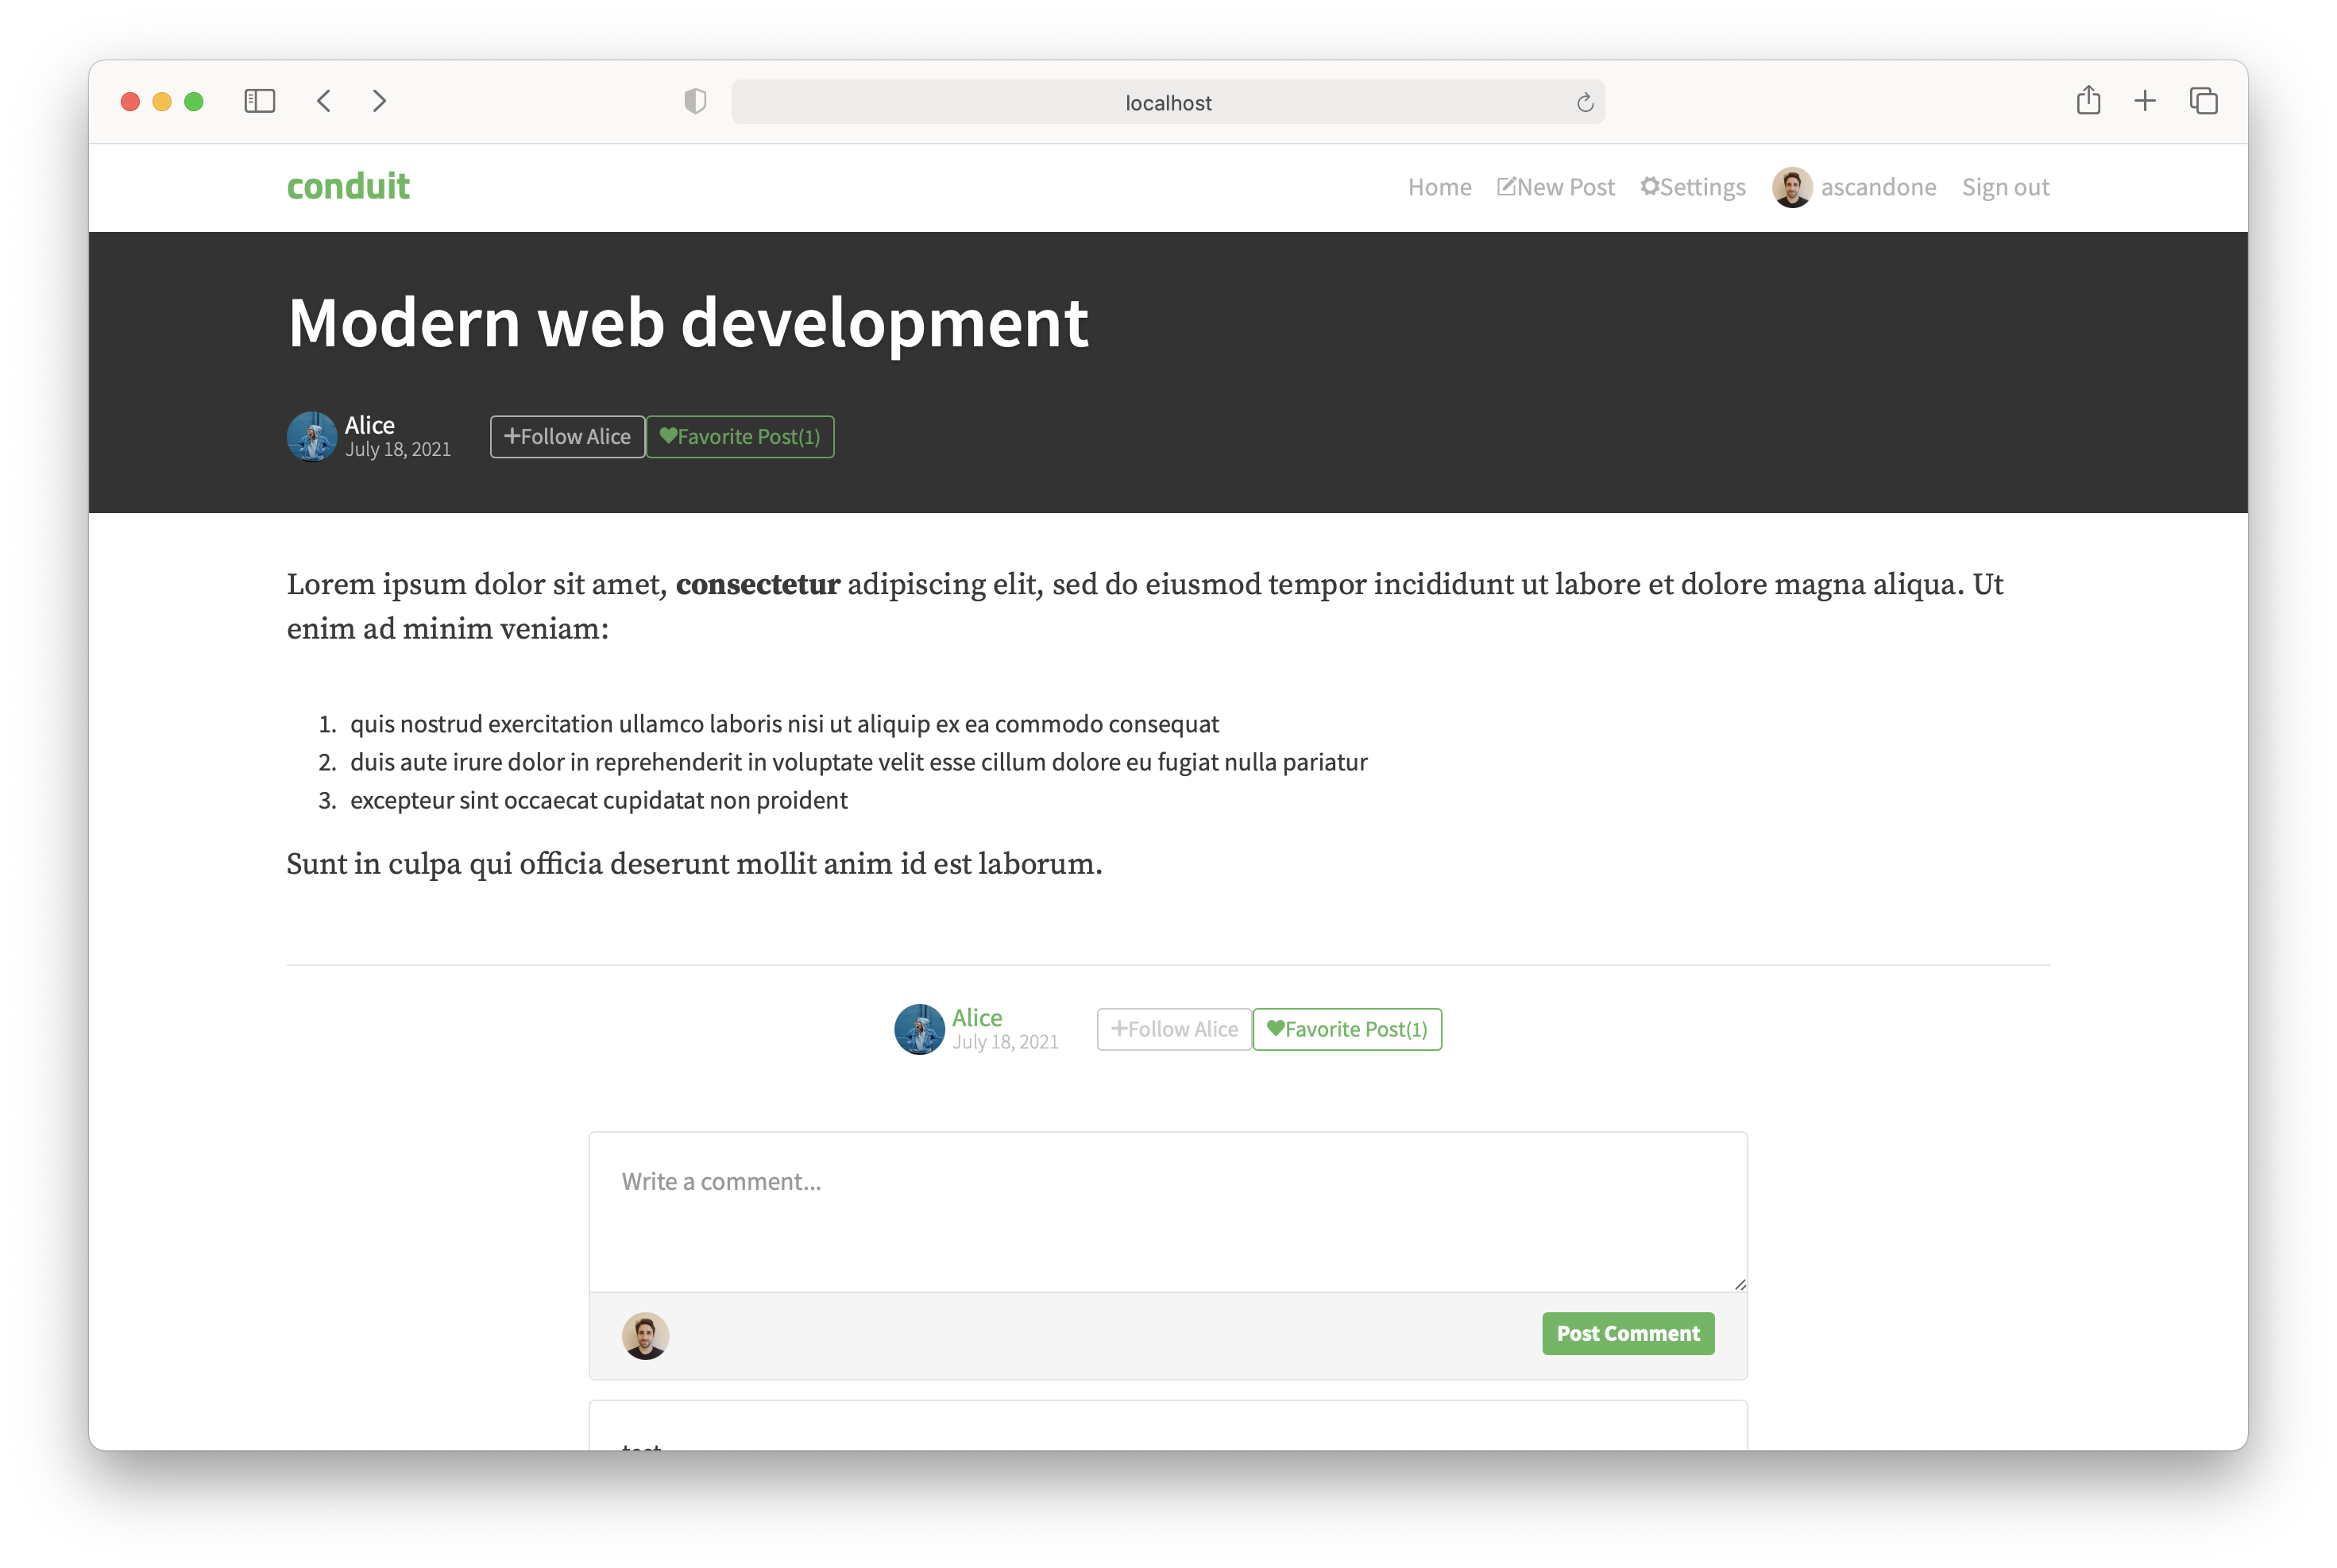 localhost
conduit
Home New Post Settings ascandone Sign out
Modern web development
Alice
July 18, 2021
Follow Alice Favorite Post(1)
Lorem ipsum dolor sit amet, consectetur adipiscing elit, sed do eiusmod tempor incididunt ut labore et dolore magna aliqua. Ut
enim ad minim veniam:
1. quis nostrud exercitation ullamco laboris nisi ut aliquip ex ea commodo consequat
2. duis aute irure dolor in reprehenderit in voluptate velit esse cillum dolore eu fugiat nulla pariatur
3. excepteur sint occaecat cupidatat non proident
Sunt in culpa qui officia deserunt mollit anim id est laborum.
Alice
July 18, 2021
Follow Alice Favorite Post(1)
Write a comment...
Post Comment
test